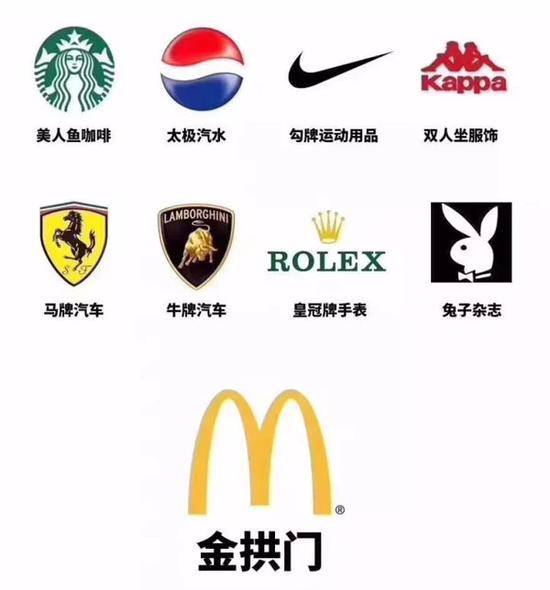 Kappa
美人鱼咖啡
太极汽水
勾牌运动用品
双人坐服饰
S F
LAMBORGHINI
ROLEX
马牌汽车
牛牌汽车
皇冠牌手表
兔子杂志
®
金拱门